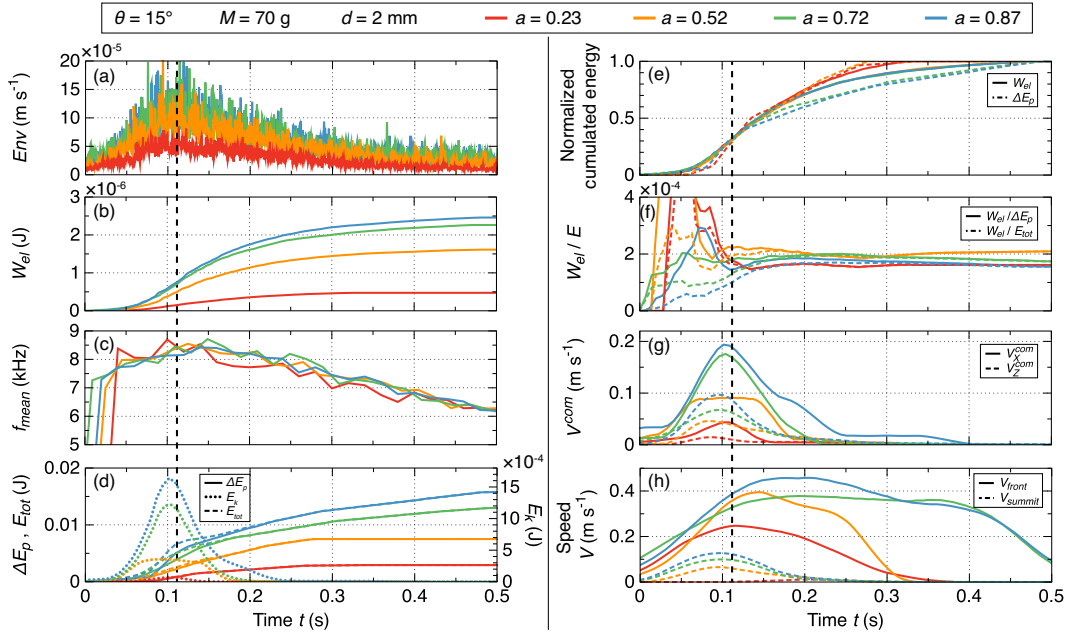 θ = 15° M = 70 g d = 2 mm a = 0.23 a = 0.52 a = 0.72 a = 0.87
×10⁻⁵
(a)
20
15
10
5
0
Env (m s⁻¹)
×10⁻⁶
(b)
3
2
1
0
W_el (J)
(c)
9
8
7
6
5
f_mean (kHz)
(d)
0.02
0.01
0
ΔE_p , E_tot (J)
ΔE_p
E_k
E_tot
×10⁻⁴
14
12
10
8
6
4
2
0
E_k (J)
0 0.1 0.2 0.3 0.4 0.5
Time t (s)
(e)
1.0
0.5
0
Normalized
cumulated energy
W_el
ΔE_p
×10⁻⁴
(f)
4
2
0
W_el / E
W_el / ΔE_p
W_el / E_tot
(g)
0.2
0.1
0
V^com (m s⁻¹)
V_X^com
V_Z^com
(h)
0.4
0.2
0
Speed
V (m s⁻¹)
V_front
V_summit
0 0.1 0.2 0.3 0.4 0.5
Time t (s)